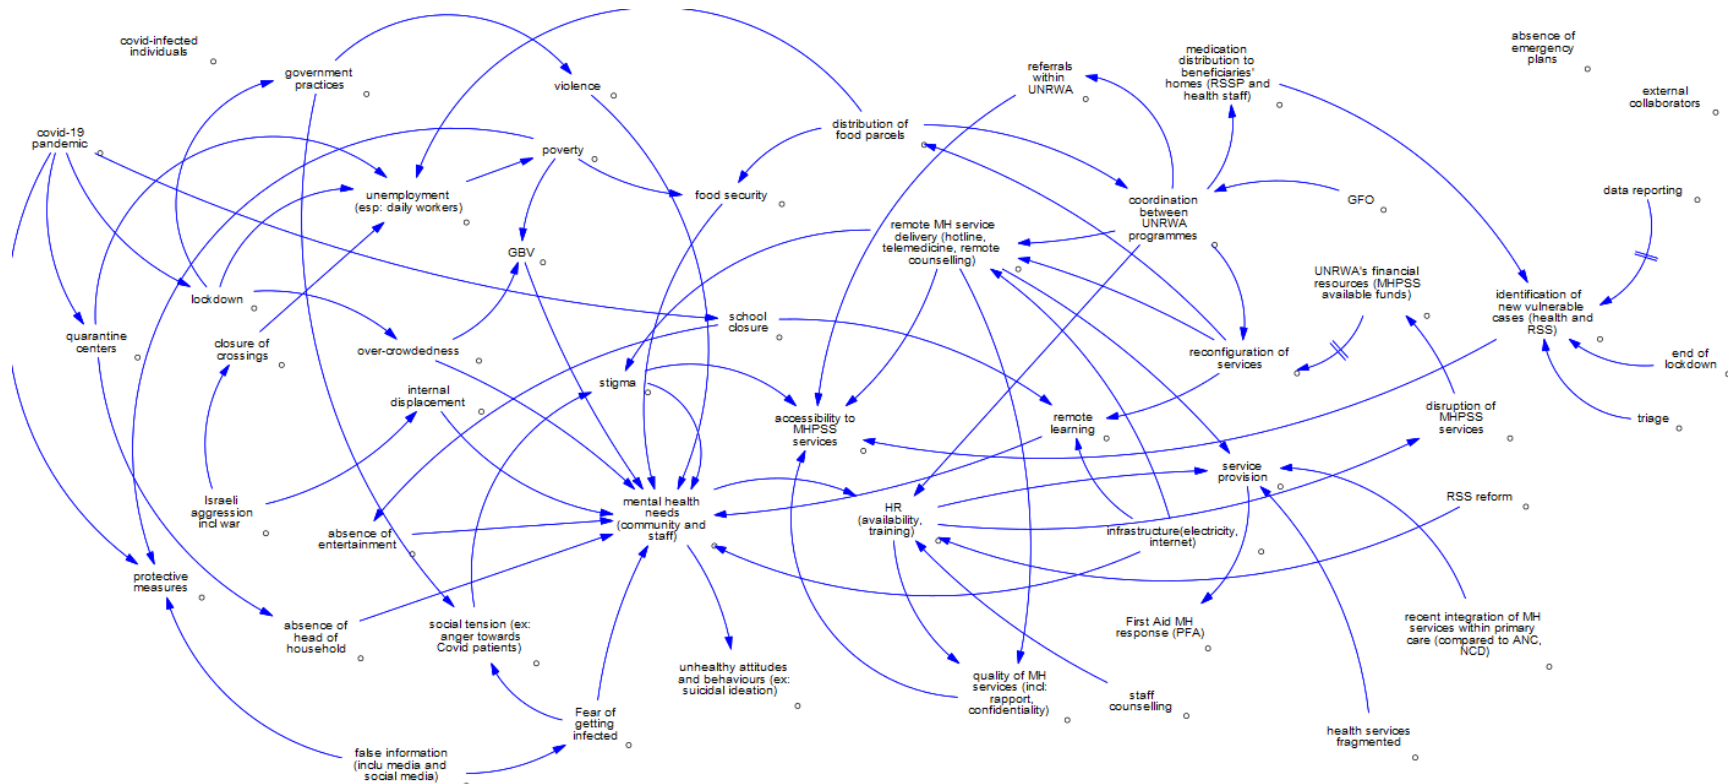 covid-infected
individuals
government
practices
violence
referrals
within
UNRWA
medication
distribution to
beneficiaries'
homes (RSSP and
health staff)
absence of
emergency
plans
external
collaborators
covid-19
pandemic
poverty
distribution of
food parcels
unemployment
(esp: daily workers)
food security
coordination
between
UNRWA
programmes
GFO
data reporting
GBV
remote MH service
delivery (hotline,
telemedicine, remote
counselling)
UNRWA's financial
resources (MHPSS
available funds)
identification of
new vulnerable
cases (health and
RSS)
lockdown
quarantine
centers
closure of
crossings
over-crowdedness
school
closure
reconfiguration of
services
end of
lockdown
internal
displacement
stigma
accessibility to
MHPSS
services
remote
learning
disruption of
MHPSS
services
triage
Israeli
aggression
incl war
absence of
entertainment
mental health
needs
(community and
staff)
HR
(availability,
training)
service
provision
infrastructure(electricity,
internet)
RSS reform
protective
measures
absence of
head of
household
social tension (ex:
anger towards
Covid patients)
unhealthy attitudes
and behaviours (ex:
suicidal ideation)
quality of MH
services (incl:
rapport,
confidentiality)
First Aid MH
response (PFA)
staff
counselling
recent integration of MH
services within primary
care (compared to ANC,
NCD)
health services
fragmented
Fear of
getting
infected
false information
(inclu media and
social media)